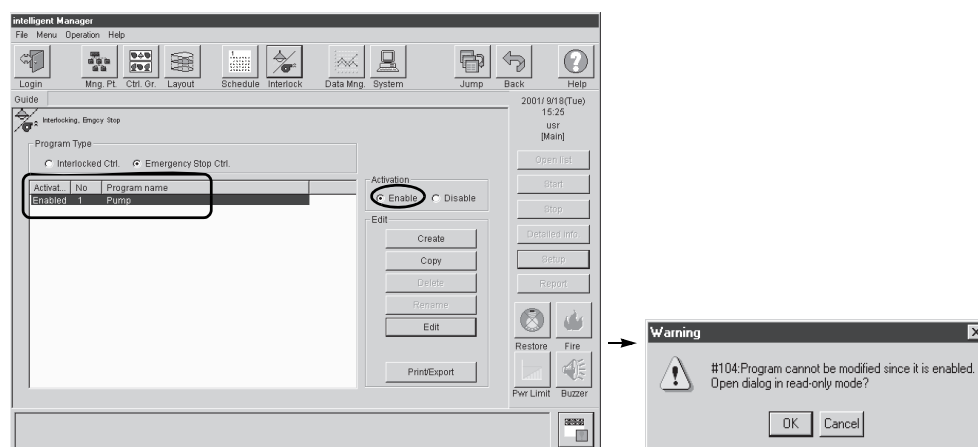 intelligent Manager
File Menu Operation Help
Login Mng. Pt. Ctrl. Gr. Layout Schedule Interlock Data Mng. System Jump Back Help
Guide
2001/ 9/18(Tue)
15:25
usr
[Main]
Interlocking, Emgcy Stop
Program Type
Interlocked Ctrl. Emergency Stop Ctrl.
Activat... No Program name
Enabled 1 Pump
Activation
Enable Disable
Edit
Create
Copy
Delete
Rename
Edit
Print/Export
Open list
Start
Stop
Detailed info.
Setup
Report
Restore Fire
Pwr Limit Buzzer
Warning
#104:Program cannot be modified since it is enabled.
Open dialog in read-only mode?
OK Cancel